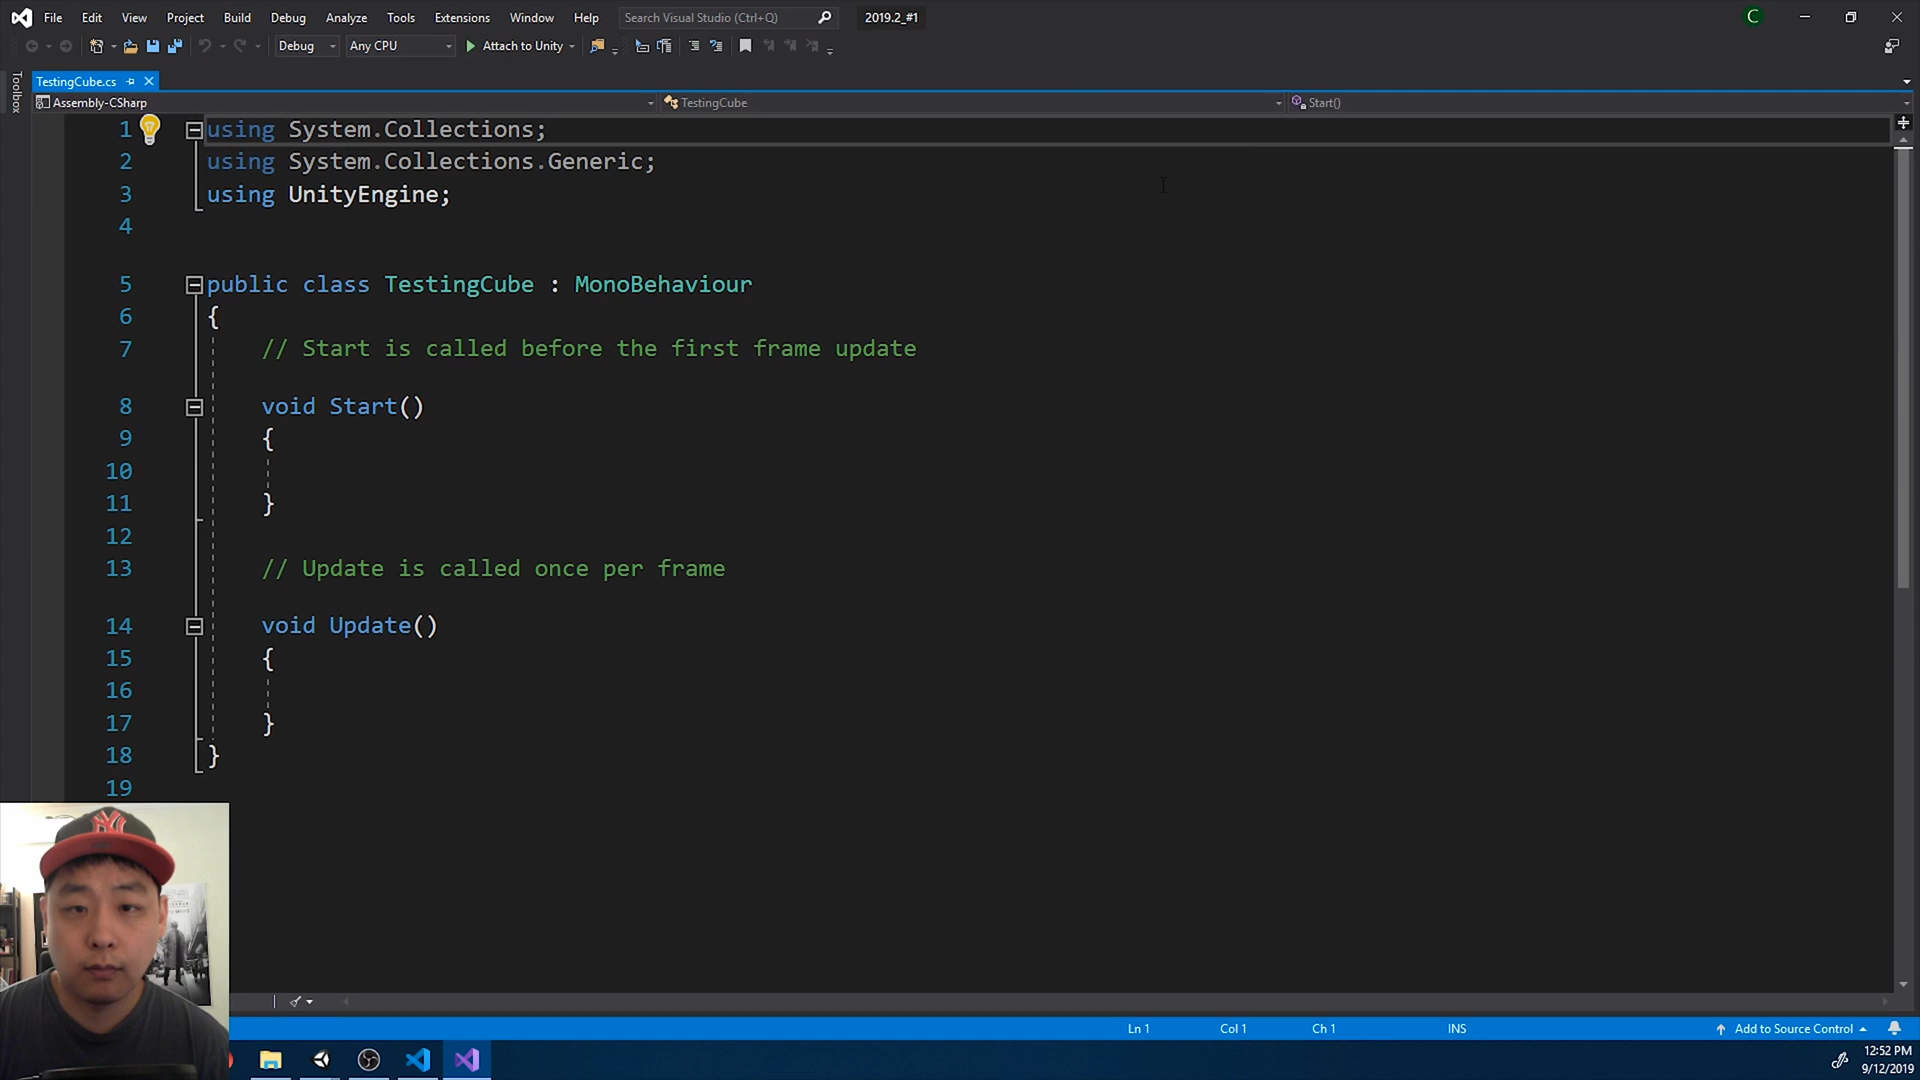 File Edit View Project Build Debug Analyze Tools Extensions Window Help Search Visual Studio (Ctrl+Q) 2019.2_#1 C
Debug Any CPU Attach to Unity
Toolbox
TestingCube.cs
Assembly-CSharp TestingCube Start()
1 using System.Collections;
2 using System.Collections.Generic;
3 using UnityEngine;
4
5 public class TestingCube : MonoBehaviour
6 {
7 // Start is called before the first frame update
8 void Start()
9 {
10
11 }
12
13 // Update is called once per frame
14 void Update()
15 {
16
17 }
18 }
19
Ln 1 Col 1 Ch 1 INS Add to Source Control
12:52 PM
9/12/2019